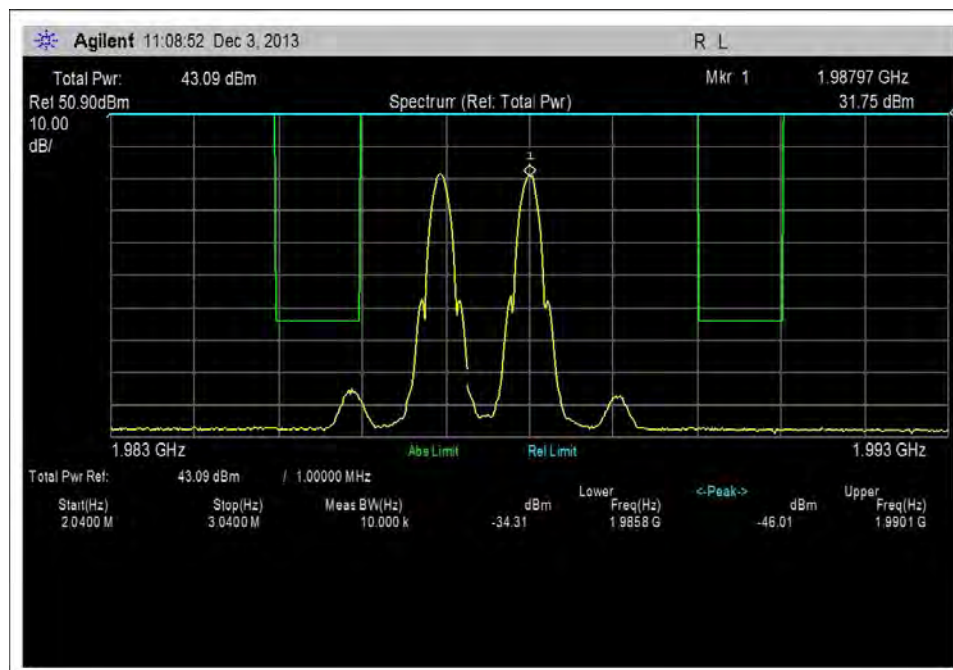 Agilent 11:08:52 Dec 3, 2013 R L
Total Pwr: 43.09 dBm Mkr 1 1.98797 GHz
Ref 50.90dBm Spectrum (Ref: Total Pwr) 31.75 dBm
10.00
dB/
1
1.983 GHz Abs Limit Rel Limit 1.993 GHz
Total Pwr Ref: 43.09 dBm / 1.00000 MHz
Lower <-Peak-> Upper
Start(Hz) Stop(Hz) Meas BW(Hz) dBm Freq(Hz) dBm Freq(Hz)
2.0400 M 3.0400 M 10.000 k -34.31 1.9858 G -46.01 1.9901 G